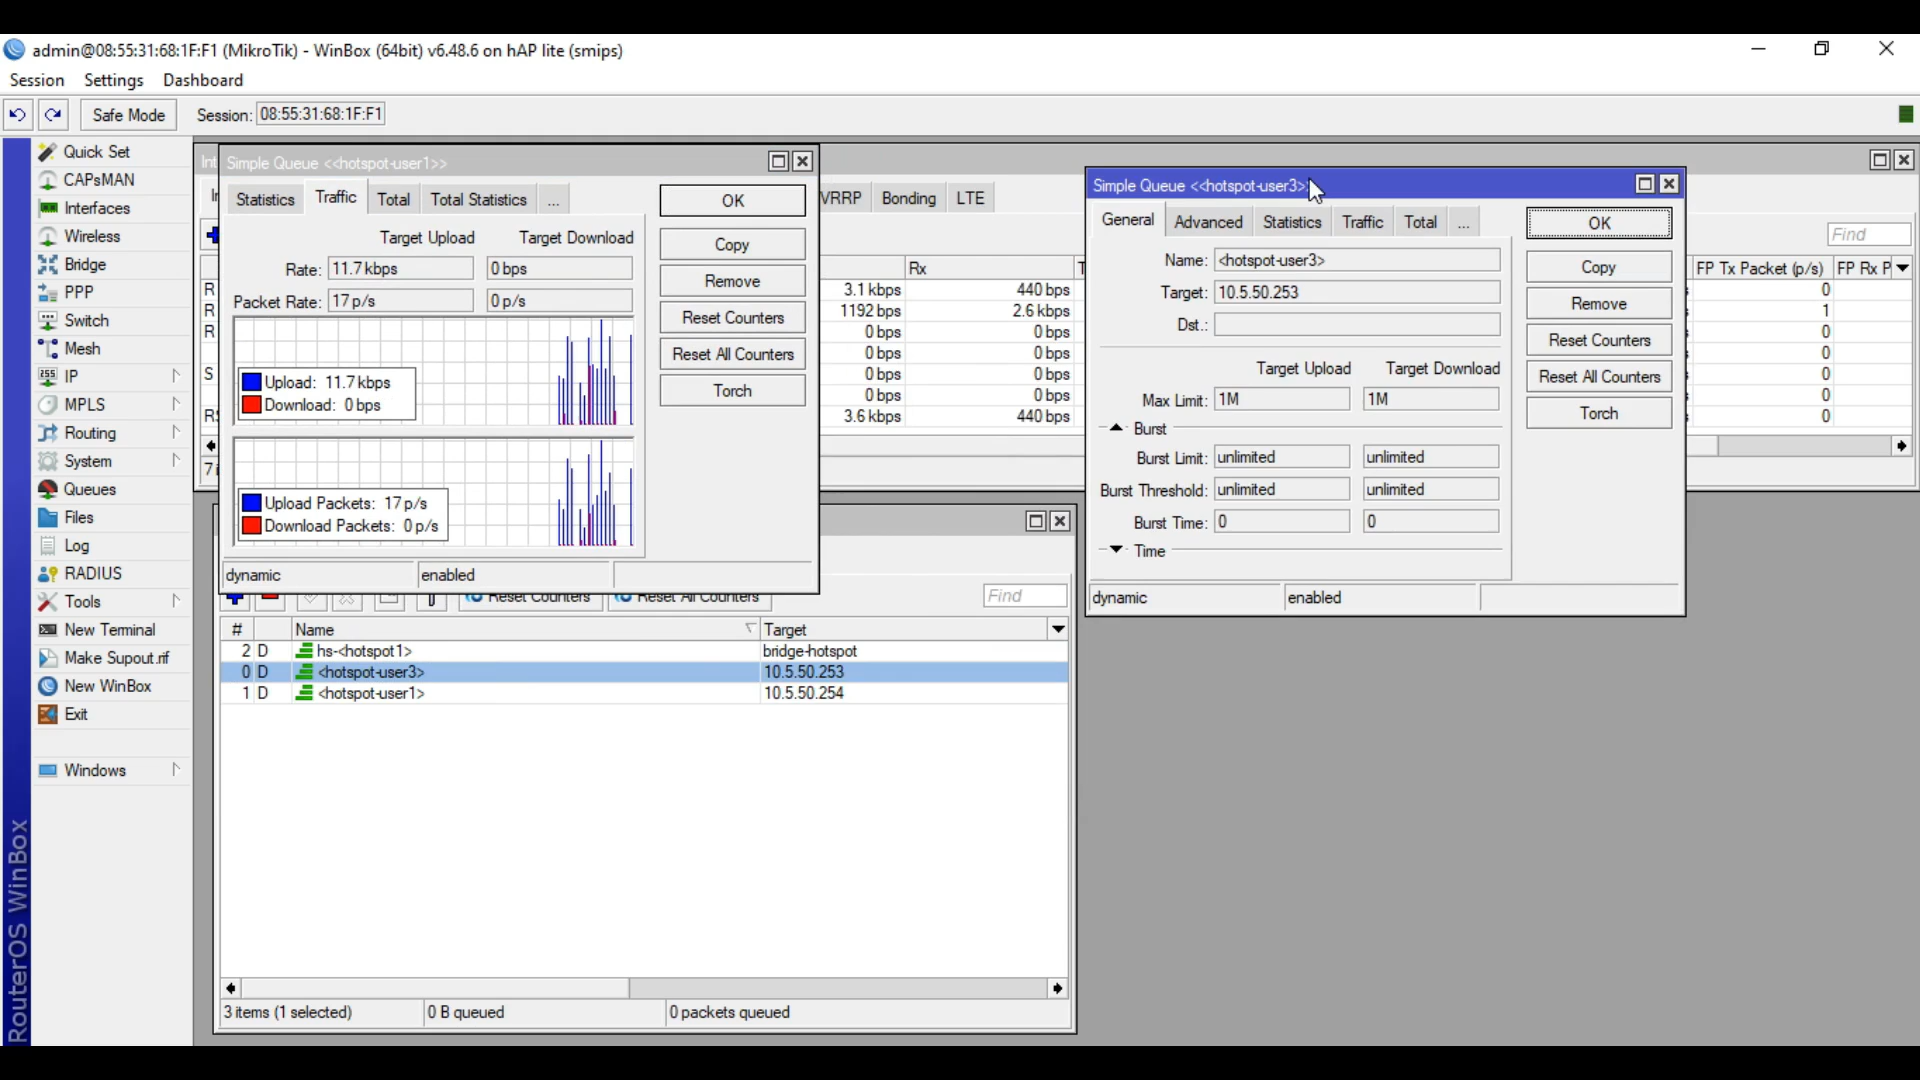 admin@08:55:31:68:1F:F1 (MikroTik) - WinBox (64bit) v6.48.6 on hAP lite (smips)
Session Settings Dashboard
Safe Mode Session: 08:55:31:68:1F:F1
Quick Set
CAPsMAN
Interfaces
Wireless
Bridge
PPP
Switch
Mesh
IP
MPLS
Routing
System
Queues
Files
Log
RADIUS
Tools
New Terminal
Make Supout.rif
New WinBox
Exit
Windows
RouterOS WinBox
Simple Queue <<hotspot-user1>>
Statistics Traffic Total Total Statistics ...
Target Upload Target Download
Rate: 11.7 kbps 0 bps
Packet Rate: 17 p/s 0 p/s
Upload: 11.7 kbps
Download: 0 bps
Upload Packets: 17 p/s
Download Packets: 0 p/s
OK
Copy
Remove
Reset Counters
Reset All Counters
Torch
dynamic enabled
VRRP Bonding LTE
Find
Rx FP Tx Packet (p/s) FP Rx P
R 3.1 kbps 440 bps 0
R 1192 bps 2.6 kbps 1
R 0 bps 0 bps 0
0 bps 0 bps 0
S 0 bps 0 bps 0
0 bps 0 bps 0
3.6 kbps 440 bps 0
Simple Queue <<hotspot-user3>
General Advanced Statistics Traffic Total ...
Name: <hotspot-user3>
Target: 10.5.50.253
Dst.:
Target Upload Target Download
Max Limit: 1M 1M
Burst
Burst Limit: unlimited unlimited
Burst Threshold: unlimited unlimited
Burst Time: 0 0
Time
OK
Copy
Remove
Reset Counters
Reset All Counters
Torch
dynamic enabled
Reset Counters Reset All Counters Find
# Name Target
2 D hs-<hotspot1> bridge-hotspot
0 D <hotspot-user3> 10.5.50.253
1 D <hotspot-user1> 10.5.50.254
3 items (1 selected) 0 B queued 0 packets queued